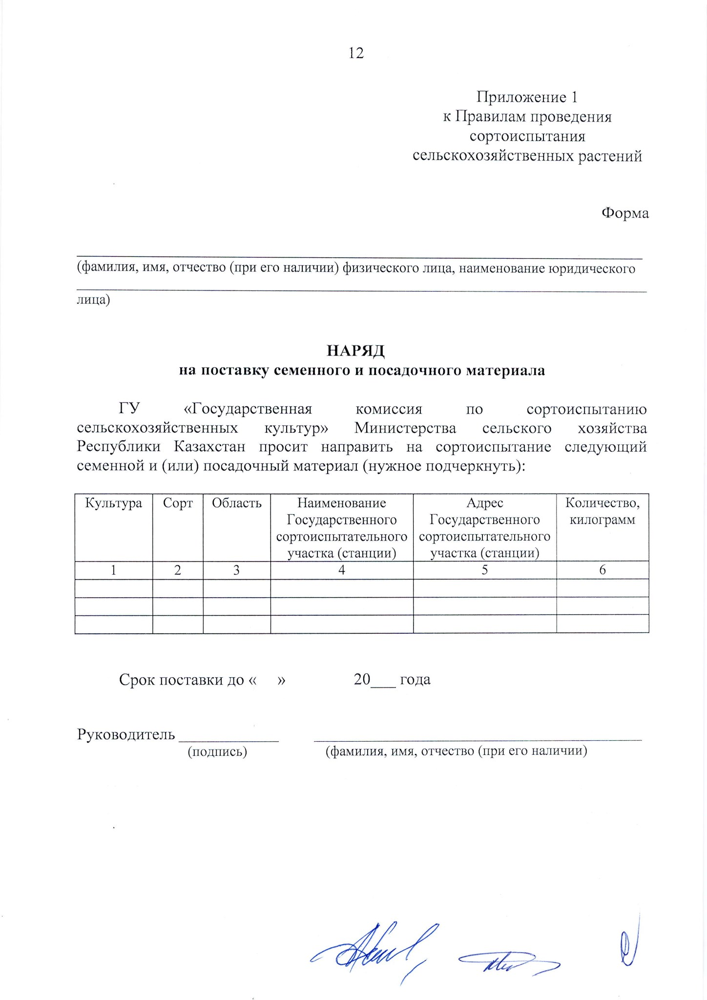 12
Приложение 1
к Правилам проведения
сортоиспытания
сельскохозяйственных растений
Форма
(фамилия, имя, отчество (при его наличии) физического лица, наименование юридического
лица)
НАРЯД
на поставку семенного и посадочного материала
ГУ «Государственная комиссия по сортоиспытанию
сельскохозяйственных культур» Министерства сельского хозяйства
Республики Казахстан просит направить на сортоиспытание следующий
семенной и (или) посадочный материал (нужное подчеркнуть):
Культура Сорт Область Наименование Адрес Количество,
Государственного Государственного килограмм
сортоиспытательного сортоиспытательного
участка (станции) участка (станции)
1 2 3 4 5 6
Срок поставки до « » 20___ года
Руководитель
(подпись) (фамилия, имя, отчество (при его наличии)